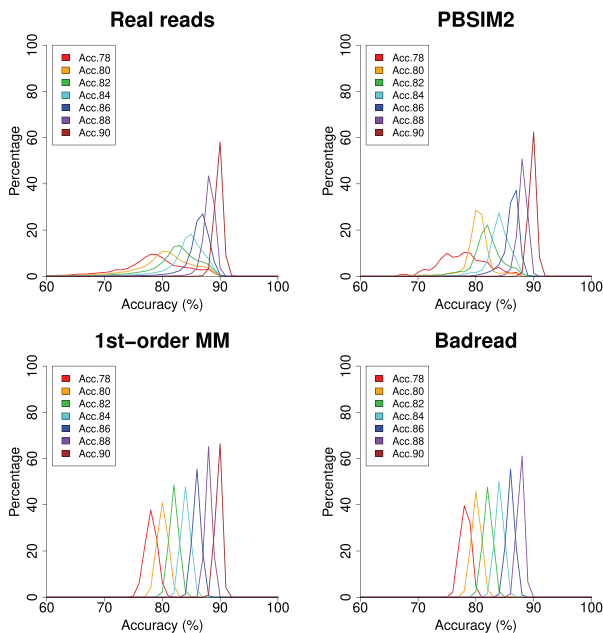 Real reads
100
80
60
40
20
0
Percentage
Acc.78
Acc.80
Acc.82
Acc.84
Acc.86
Acc.88
Acc.90
60 70 80 90 100
Accuracy (%)
PBSIM2
100
80
60
40
20
0
Percentage
Acc.78
Acc.80
Acc.82
Acc.84
Acc.86
Acc.88
Acc.90
60 70 80 90 100
Accuracy (%)
1st−order MM
100
80
60
40
20
0
Percentage
Acc.78
Acc.80
Acc.82
Acc.84
Acc.86
Acc.88
Acc.90
60 70 80 90 100
Accuracy (%)
Badread
100
80
60
40
20
0
Percentage
Acc.78
Acc.80
Acc.82
Acc.84
Acc.86
Acc.88
Acc.90
60 70 80 90 100
Accuracy (%)